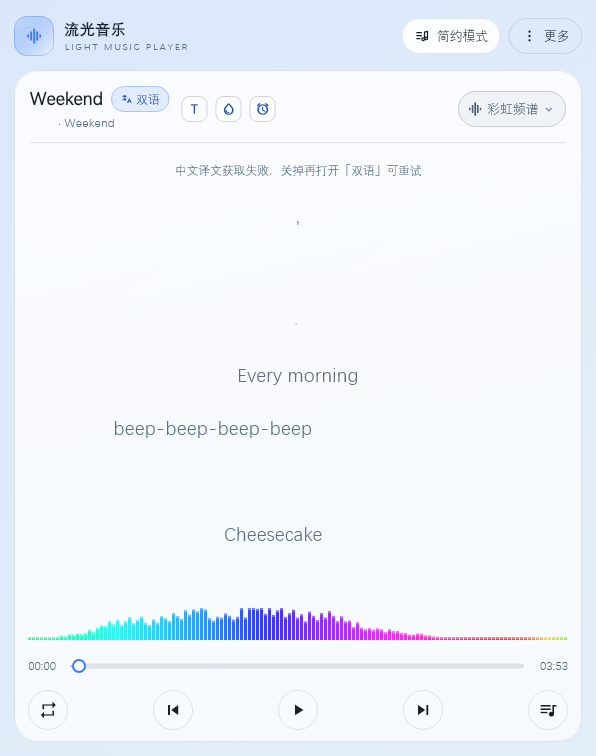 流光音乐
LIGHT MUSIC PLAYER
简约模式
更多
Weekend
双语
T
· Weekend
彩虹频谱
中文译文获取失败，关掉再打开「双语」可重试
,
.
Every morning
beep-beep-beep-beep
Cheesecake
00:00
03:53